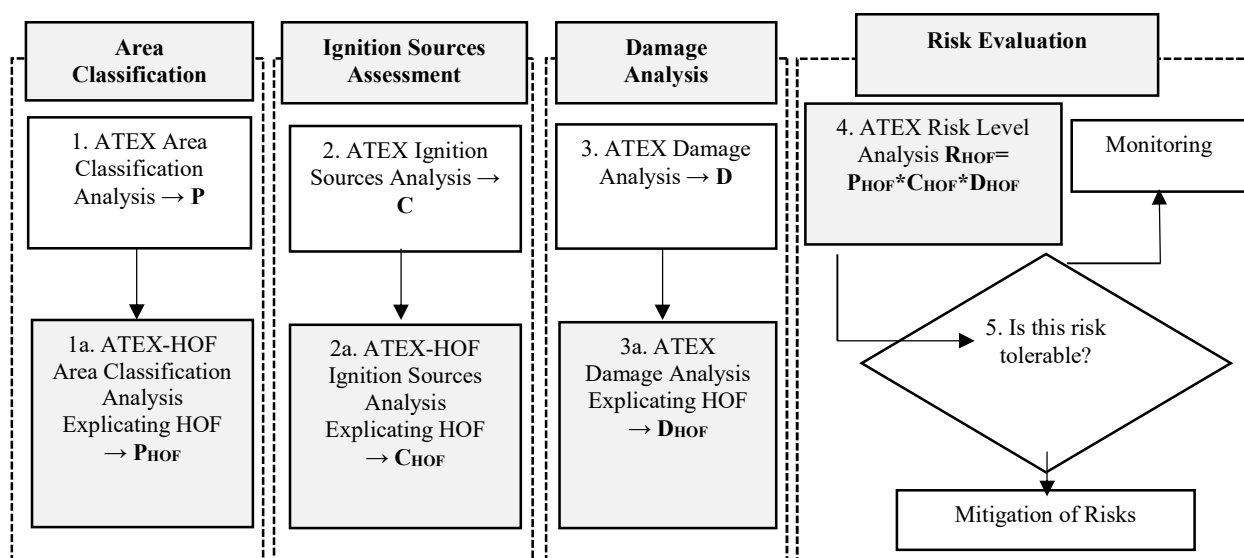 Area
Classification
1. ATEX Area
Classification
Analysis → P
1a. ATEX-HOF
Area Classification
Analysis
Explicating HOF
→ PHOF
Ignition Sources
Assessment
2. ATEX Ignition
Sources Analysis →
C
2a. ATEX-HOF
Ignition Sources
Analysis
Explicating HOF
→ CHOF
Damage
Analysis
3. ATEX Damage
Analysis → D
3a. ATEX
Damage Analysis
Explicating HOF
→ DHOF
Risk Evaluation
4. ATEX Risk Level
Analysis RHOF=
PHOF*CHOF*DHOF
Monitoring
5. Is this risk
tolerable?
Mitigation of Risks